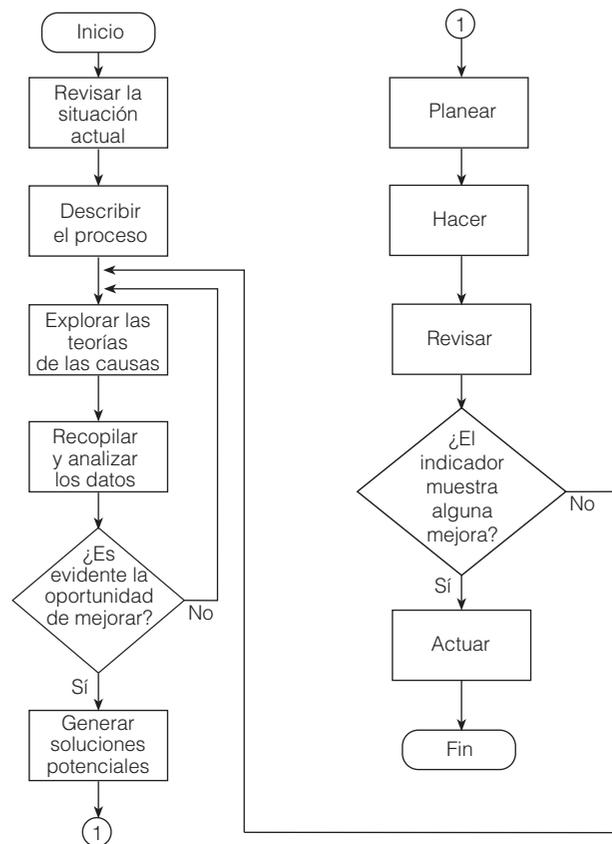 Inicio
Revisar la
situación
actual
Describir
el proceso
Explorar las
teorías
de las causas
Recopilar
y analizar
los datos
¿Es
evidente la
oportunidad
de mejorar?
No
Sí
Generar
soluciones
potenciales
1
1
Planear
Hacer
Revisar
¿El
indicador
muestra
alguna
mejora?
No
Sí
Actuar
Fin